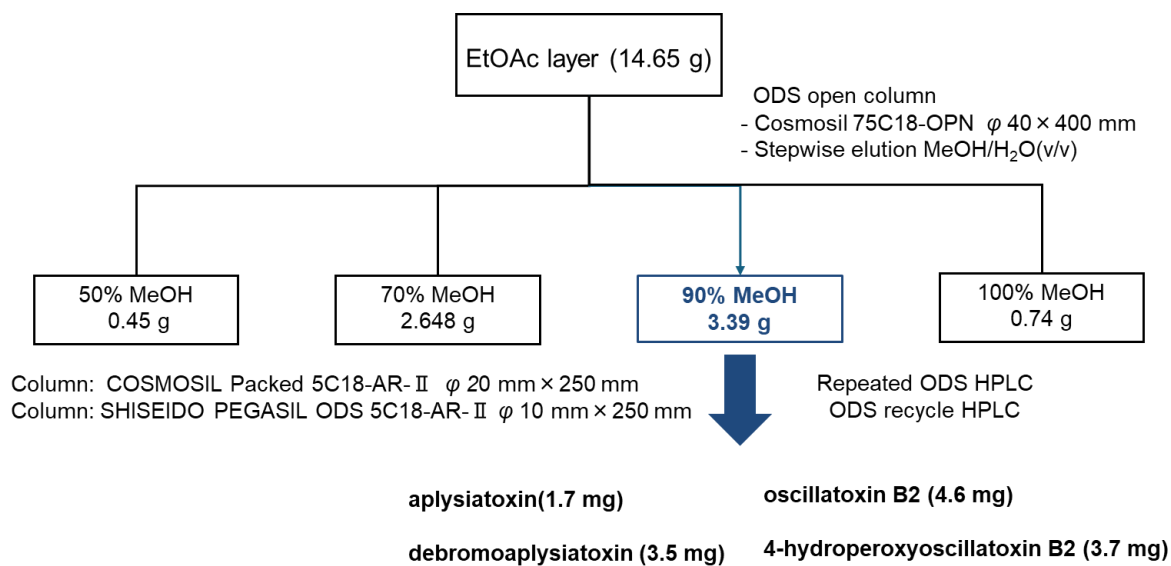 EtOAc layer (14.65 g)
ODS open column
- Cosmosil 75C18-OPN φ 40×400 mm
- Stepwise elution MeOH/H₂O(v/v)
50% MeOH
0.45 g
70% MeOH
2.648 g
90% MeOH
3.39 g
100% MeOH
0.74 g
Column: COSMOSIL Packed 5C18-AR-Ⅱ φ 20 mm×250 mm
Column: SHISEIDO PEGASIL ODS 5C18-AR-Ⅱ φ 10 mm×250 mm
Repeated ODS HPLC
ODS recycle HPLC
aplysiatoxin(1.7 mg)
oscillatoxin B2 (4.6 mg)
debromoaplysiatoxin (3.5 mg)
4-hydroperoxyoscillatoxin B2 (3.7 mg)